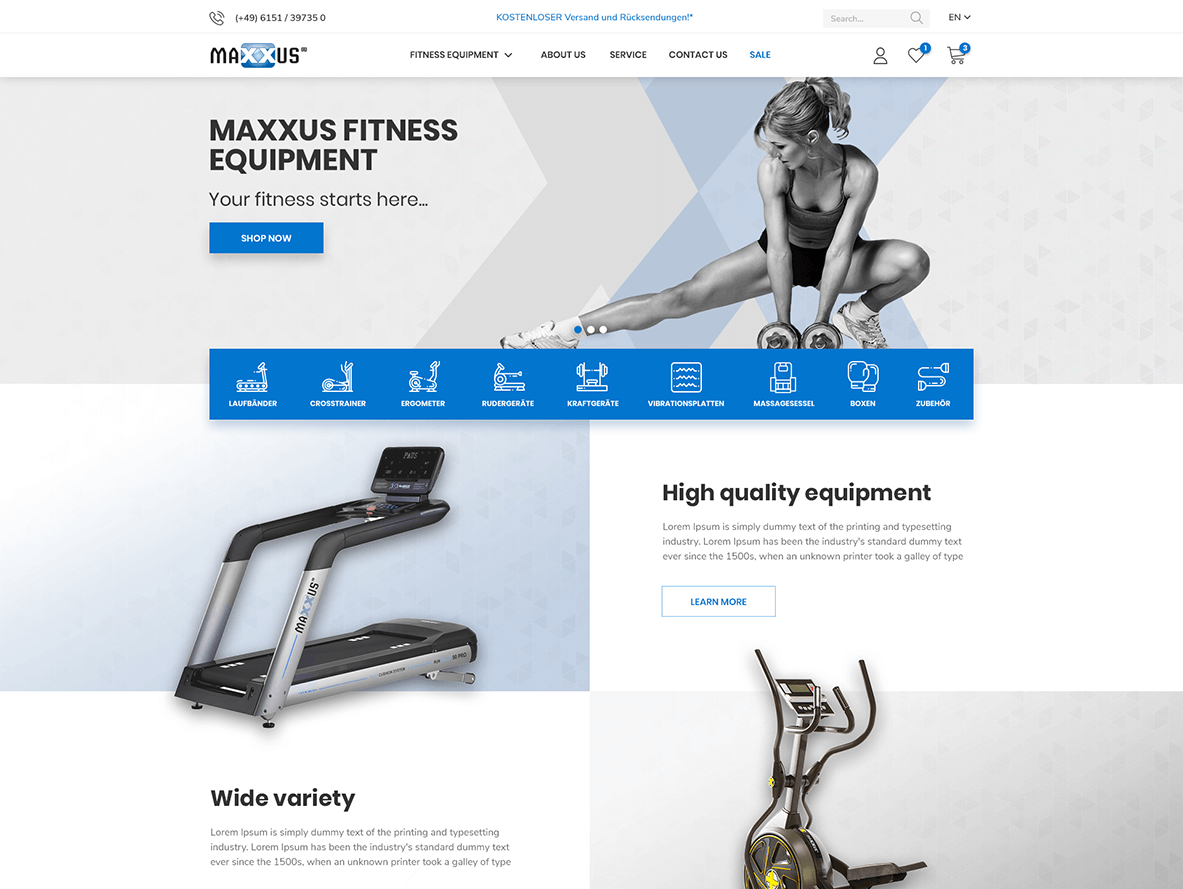 (+49) 6151 / 39735 0
KOSTENLOSER Versand und Rücksendungen!*
Search...
EN
MAXXUS
FITNESS EQUIPMENT
ABOUT US
SERVICE
CONTACT US
SALE
1
3
MAXXUS FITNESS
EQUIPMENT
Your fitness starts here...
SHOP NOW
LAUFBÄNDER
CROSSTRAINER
ERGOMETER
RUDERGERÄTE
KRAFTGERÄTE
VIBRATIONSPLATTEN
MASSAGESESSEL
BOXEN
ZUBEHÖR
MAXXUS
High quality equipment
Lorem Ipsum is simply dummy text of the printing and typesetting
industry. Lorem Ipsum has been the industry's standard dummy text
ever since the 1500s, when an unknown printer took a galley of type
LEARN MORE
Wide variety
Lorem Ipsum is simply dummy text of the printing and typesetting
industry. Lorem Ipsum has been the industry's standard dummy text
ever since the 1500s, when an unknown printer took a galley of type